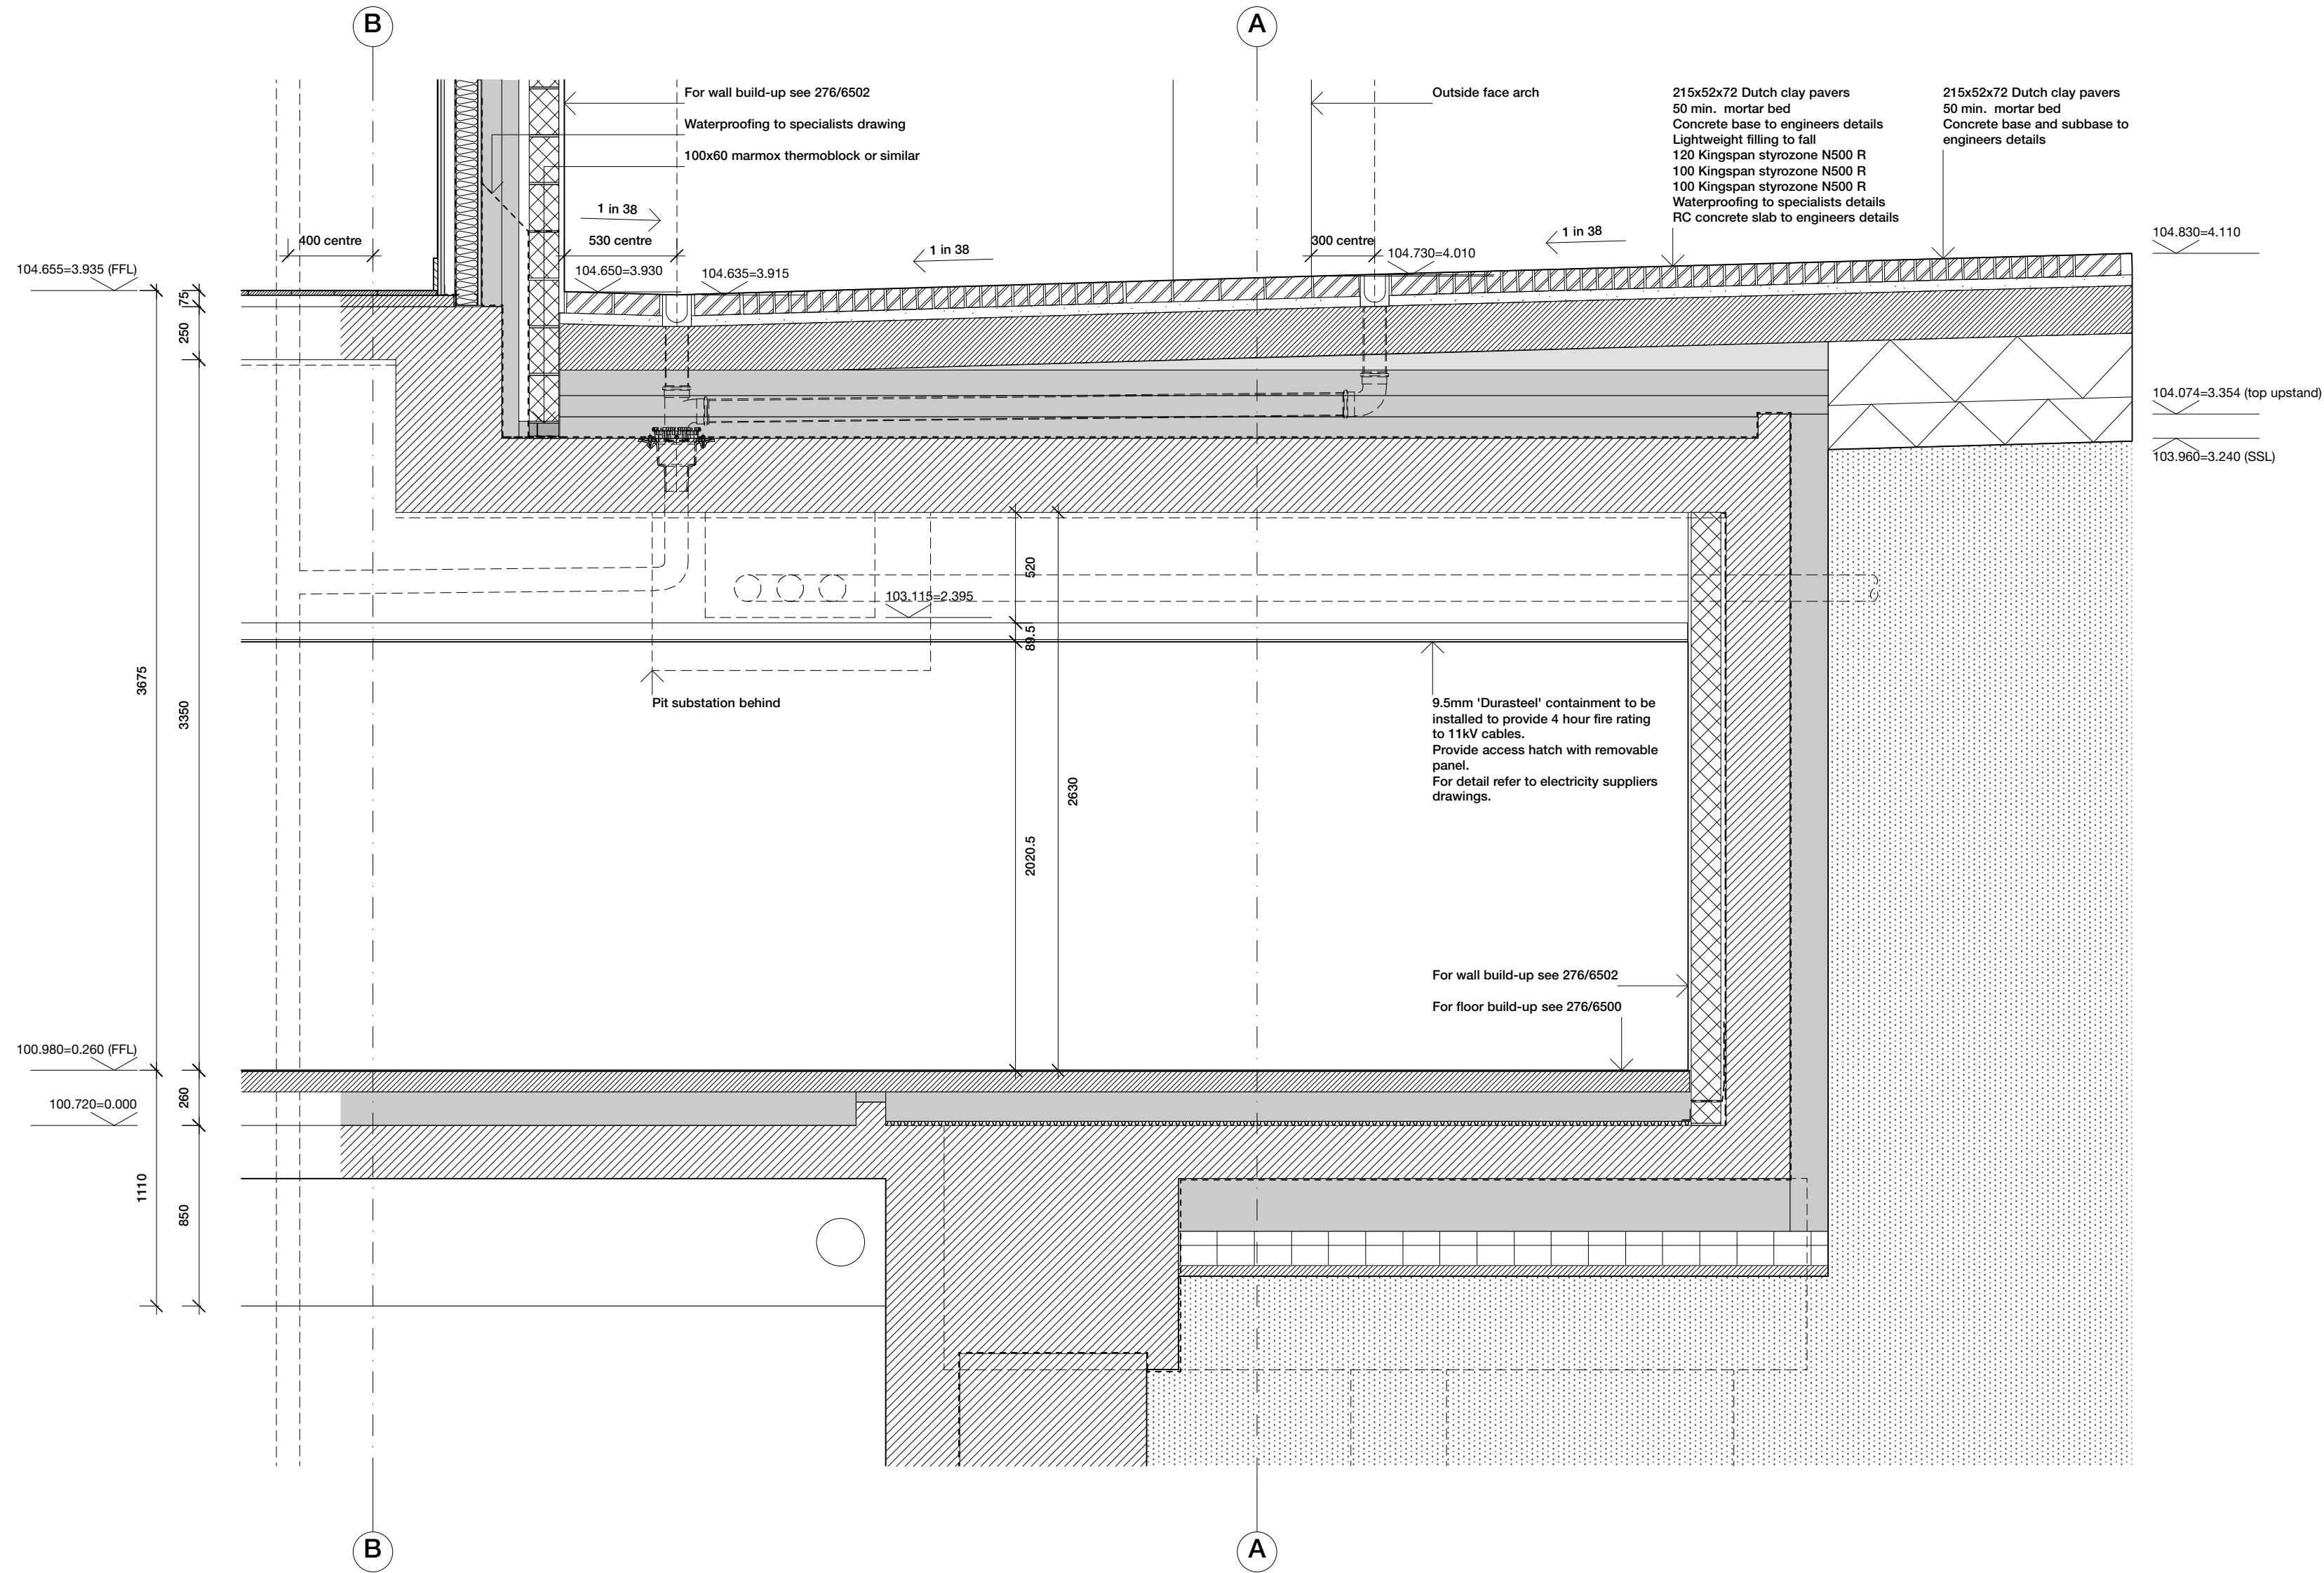 B
A
For wall build-up see 276/6502
Waterproofing to specialists drawing
100x60 marmox thermoblock or similar
Outside face arch
215x52x72 Dutch clay pavers
50 min. mortar bed
Concrete base to engineers details
Lightweight filling to fall
120 Kingspan styrozone N500 R
100 Kingspan styrozone N500 R
100 Kingspan styrozone N500 R
Waterproofing to specialists details
RC concrete slab to engineers details
215x52x72 Dutch clay pavers
50 min. mortar bed
Concrete base and subbase to
engineers details
1 in 38
400 centre
530 centre
1 in 38
300 centre
1 in 38
104.830=4.110
104.655=3.935 (FFL)
104.650=3.930
104.635=3.915
104.730=4.010
75
250
104.074=3.354 (top upstand)
103.960=3.240 (SSL)
520
103.115=2.395
89.5
3675
3350
Pit substation behind
9.5mm 'Durasteel' containment to be
installed to provide 4 hour fire rating
to 11kV cables.
Provide access hatch with removable
panel.
For detail refer to electricity suppliers
drawings.
2630
2020.5
For wall build-up see 276/6502
For floor build-up see 276/6500
100.980=0.260 (FFL)
260
100.720=0.000
1110
850
B
A